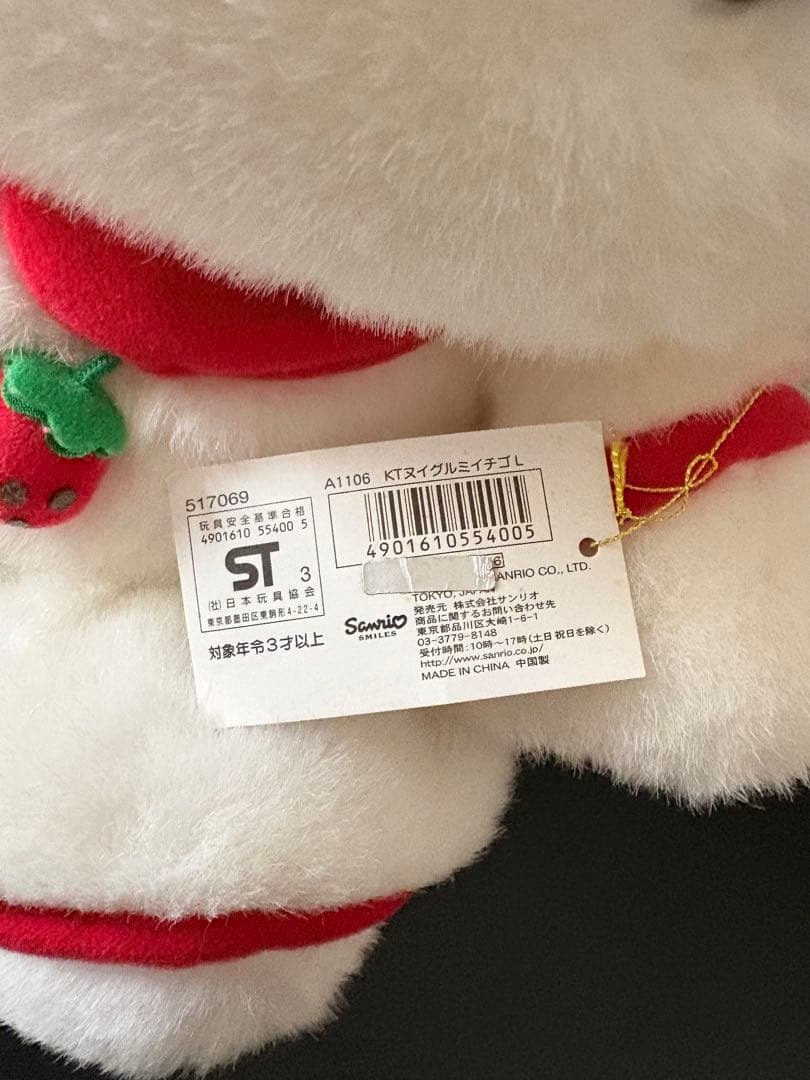 517069
A1106 KTヌイグルミイチゴL
玩具安全基準合格
4901610 55400 5
ST 3
(社)日本玩具協会
東京都墨田区東駒形4-22-4
対象年令3才以上
4901610554005
6
SANRIO CO., LTD.
TOKYO, JAPAN
Sanrio
SMILES
発売元 株式会社サンリオ
商品に関するお問い合わせ先
東京都品川区大崎1-6-1
03-3779-8148
受付時間:10時〜17時(土日祝日を除く)
http://www.sanrio.co.jp/
MADE IN CHINA 中国製